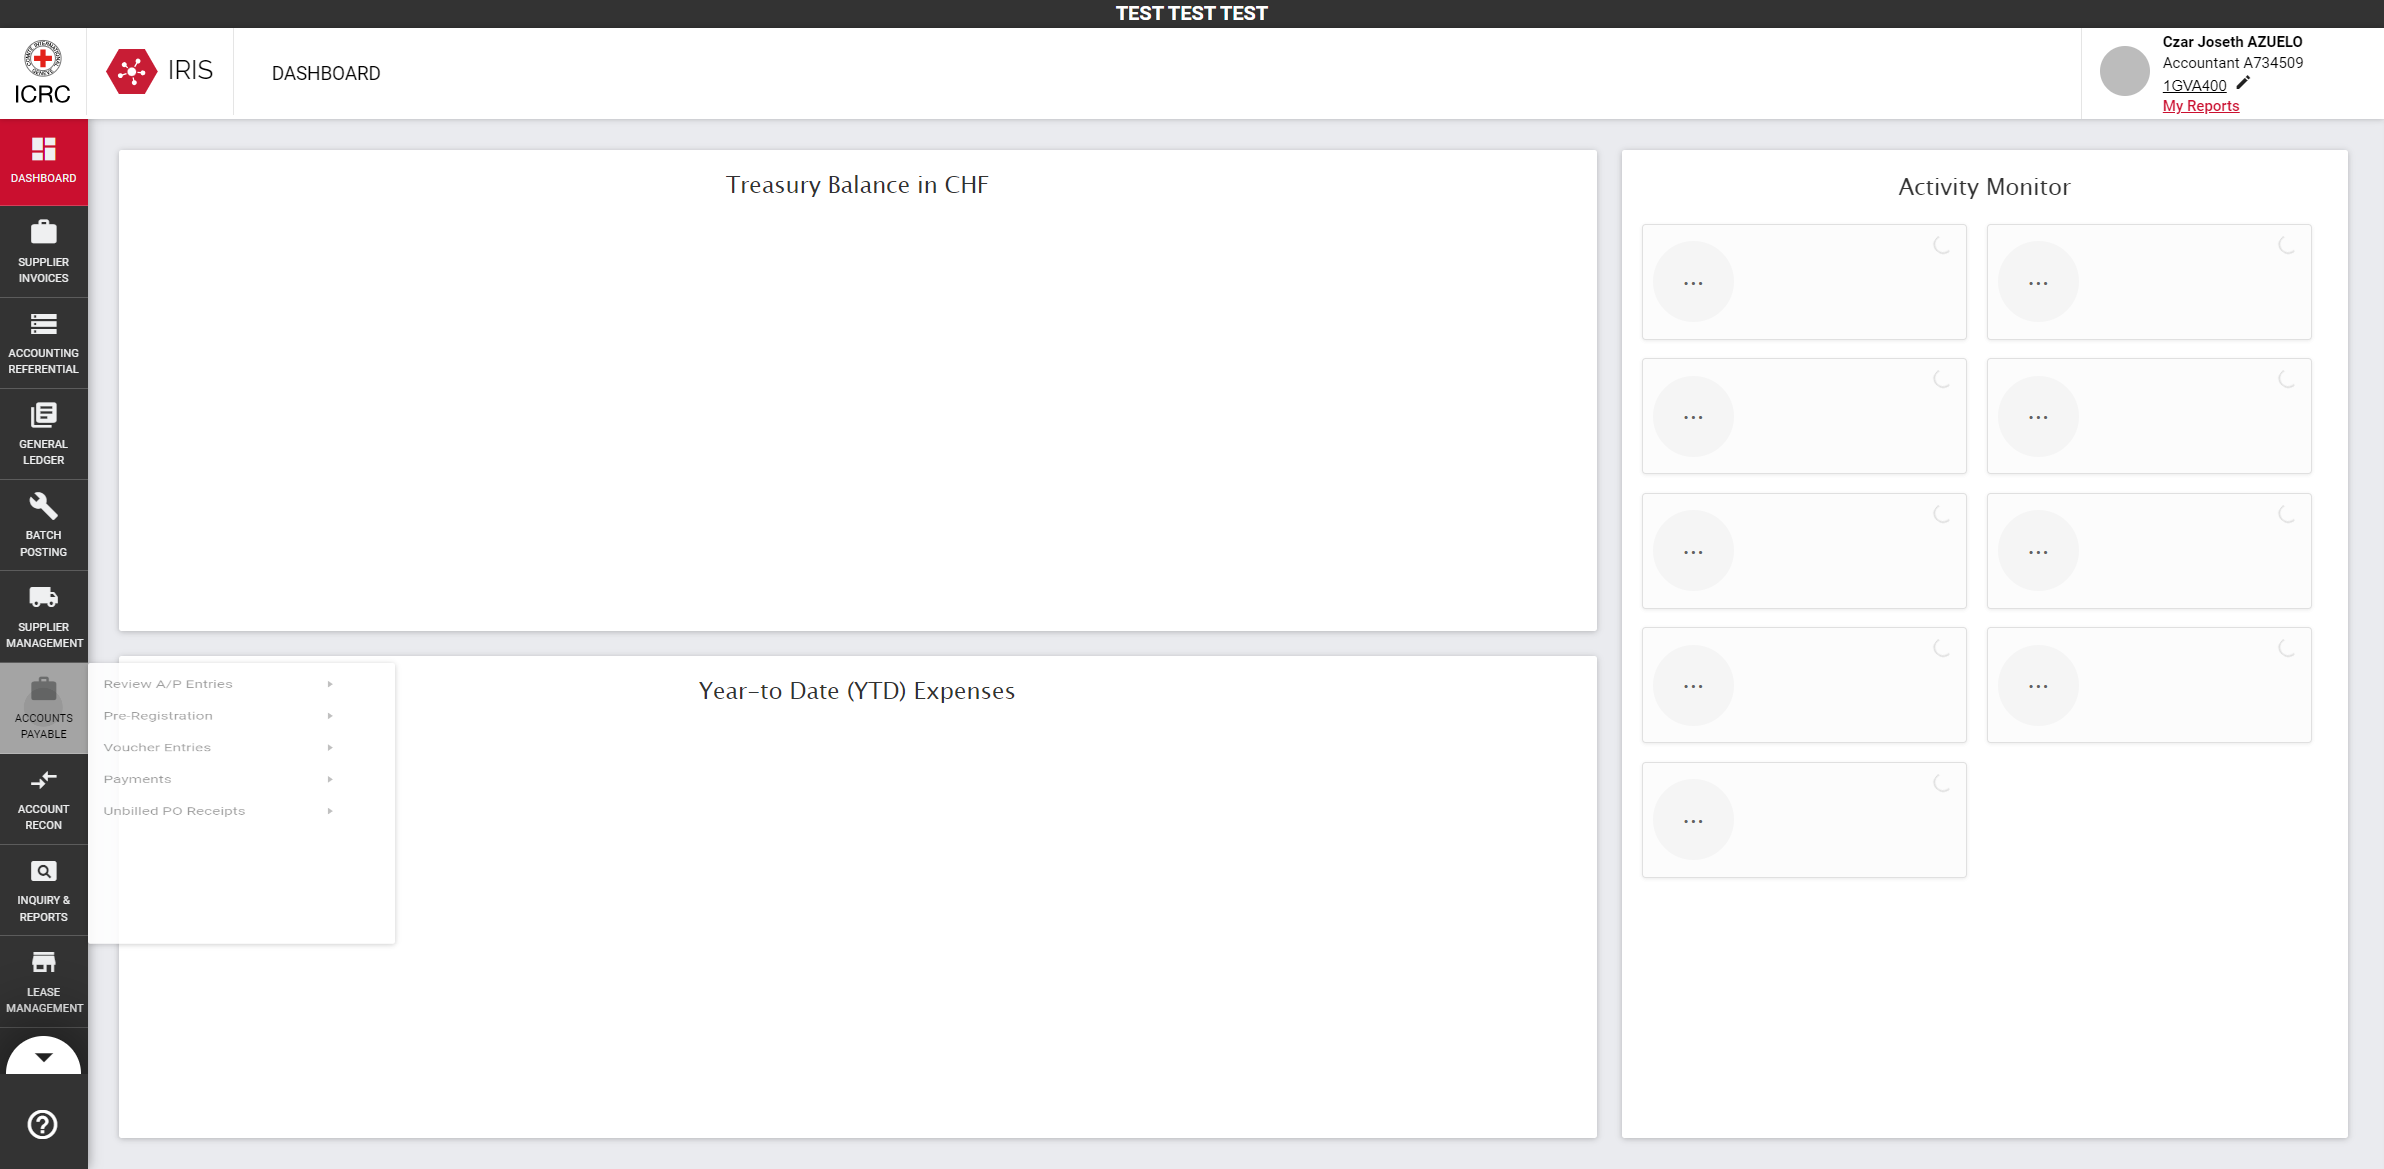 TEST TEST TEST
ICRC
IRIS
DASHBOARD
Czar Joseth AZUELO
Accountant A734509
1GVA400
My Reports
DASHBOARD
SUPPLIER
INVOICES
ACCOUNTING
REFERENTIAL
GENERAL
LEDGER
BATCH
POSTING
SUPPLIER
MANAGEMENT
ACCOUNTS
PAYABLE
ACCOUNT
RECON
INQUIRY &
REPORTS
LEASE
MANAGEMENT
Review A/P Entries
Pre-Registration
Voucher Entries
Payments
Unbilled PO Receipts
Treasury Balance in CHF
Year-to Date (YTD) Expenses
Activity Monitor
...
...
...
...
...
...
...
...
...